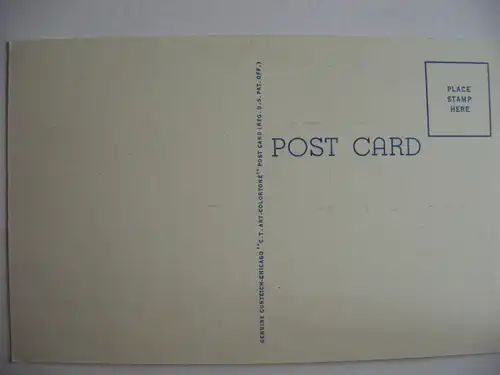 PLACE
STAMP
HERE
POST CARD
GENUINE CURTEICH-CHICAGO "C. T. ART-COLORTONE" POST CARD (REG. U. S. PAT. OFF.)